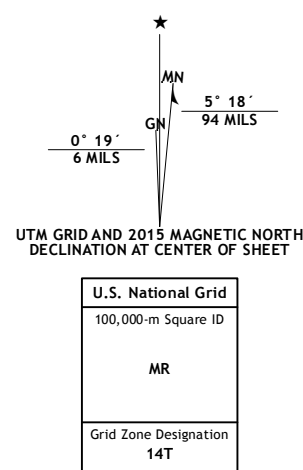 ★
MN
GN
5° 18´
94 MILS
0° 19´
6 MILS
UTM GRID AND 2015 MAGNETIC NORTH
DECLINATION AT CENTER OF SHEET
U.S. National Grid
100,000-m Square ID
MR
Grid Zone Designation
14T